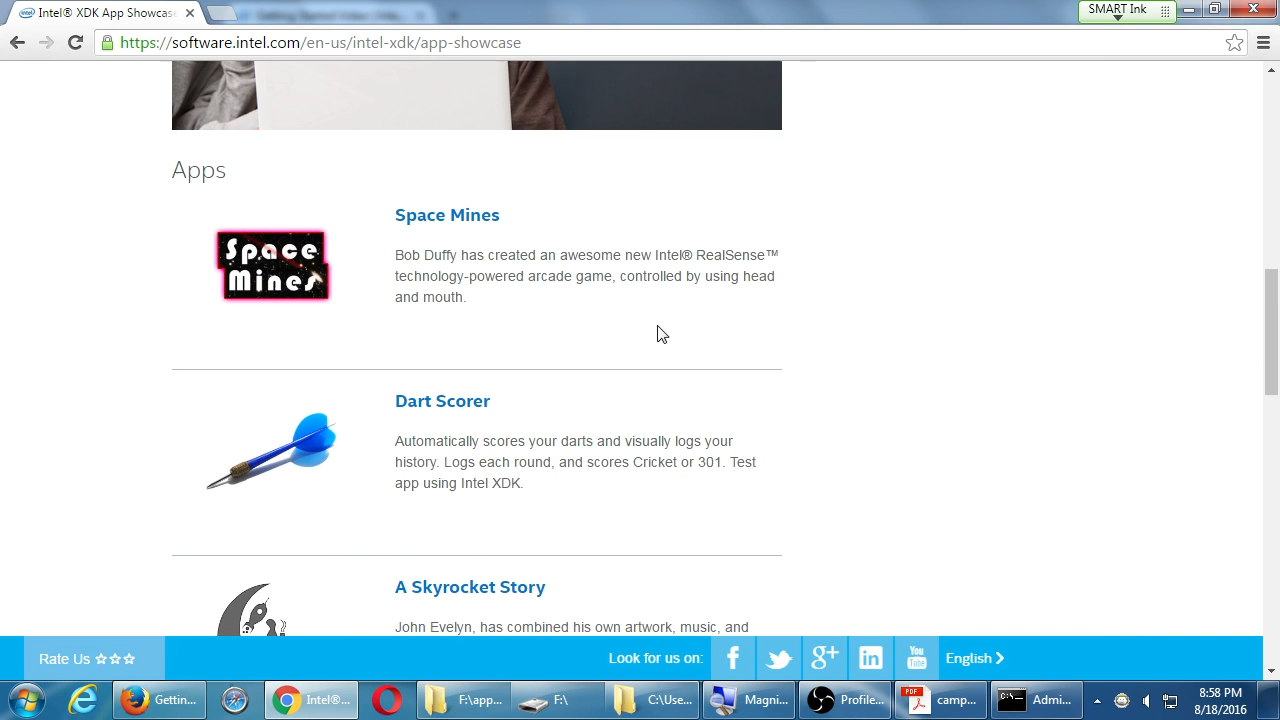 Intel® XDK App Showcase
SMART Ink
https://software.intel.com/en-us/intel-xdk/app-showcase
Apps
Space
Mines
Space Mines
Bob Duffy has created an awesome new Intel® RealSense™
technology-powered arcade game, controlled by using head
and mouth.
Dart Scorer
Automatically scores your darts and visually logs your
history. Logs each round, and scores Cricket or 301. Test
app using Intel XDK.
A Skyrocket Story
John Evelyn, has combined his own artwork, music, and
Rate Us
Look for us on:
You
Tube
English
Gettin...
Intel®...
F:\app...
F:\
C:\Use...
Magni...
Profile...
PDF
camp...
Admi...
8:58 PM
8/18/2016